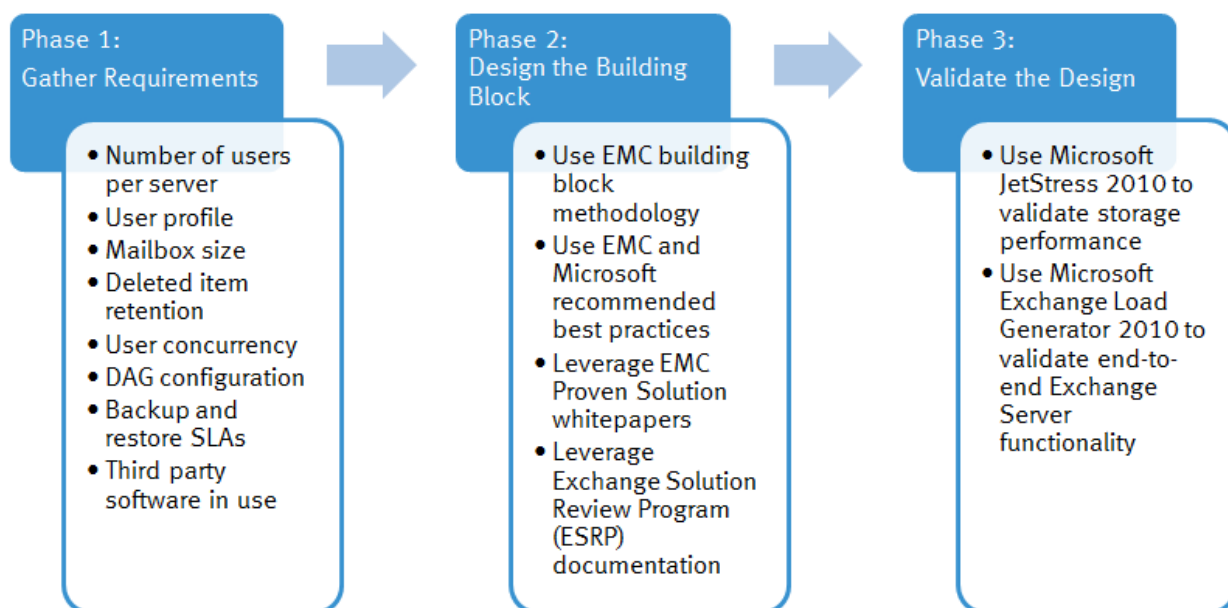 Phase 1:
Gather Requirements
• Number of users
per server
• User profile
• Mailbox size
• Deleted item
retention
• User concurrency
• DAG configuration
• Backup and
restore SLAs
• Third party
software in use
Phase 2:
Design the Building
Block
• Use EMC building
block
methodology
• Use EMC and
Microsoft
recommended
best practices
• Leverage EMC
Proven Solution
whitepapers
• Leverage
Exchange Solution
Review Program
(ESRP)
documentation
Phase 3:
Validate the Design
• Use Microsoft
JetStress 2010 to
validate storage
performance
• Use Microsoft
Exchange Load
Generator 2010 to
validate end-to-
end Exchange
Server
functionality